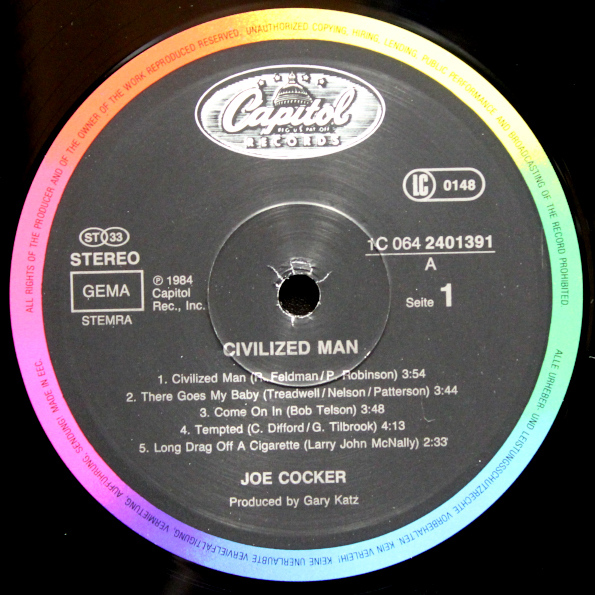 UNAUTHORIZED COPYING, HIRING, LENDING, PUBLIC PERFORMANCE AND BROADCASTING OF THE RECORD PROHIBITED
ALL RIGHTS OF THE PRODUCER AND OF THE OWNER OF THE WORK REPRODUCED RESERVED,
Capitol
RECORDS
LC 0148
ST 33
STEREO
GEMA
STEMRA
℗ 1984
Capitol
Rec., Inc.
1C 064 2401391
A
Seite 1
CIVILIZED MAN
1. Civilized Man (R. Feldman/P. Robinson) 3:54
2. There Goes My Baby (Treadwell/Nelson/Patterson) 3:44
3. Come On In (Bob Telson) 3:48
4. Tempted (C. Difford/G. Tilbrook) 4:13
5. Long Drag Off A Cigarette (Larry John McNally) 2:33
JOE COCKER
Produced by Gary Katz
ALLE URHEBER- UND LEISTUNGSSCHUTZRECHTE VORBEHALTEN. KEIN VERLEIH! KEINE UNERLAUBTE VERVIELFÄLTIGUNG, VERMIETUNG, AUFFÜHRUNG, SENDUNG! MADE IN EEC.